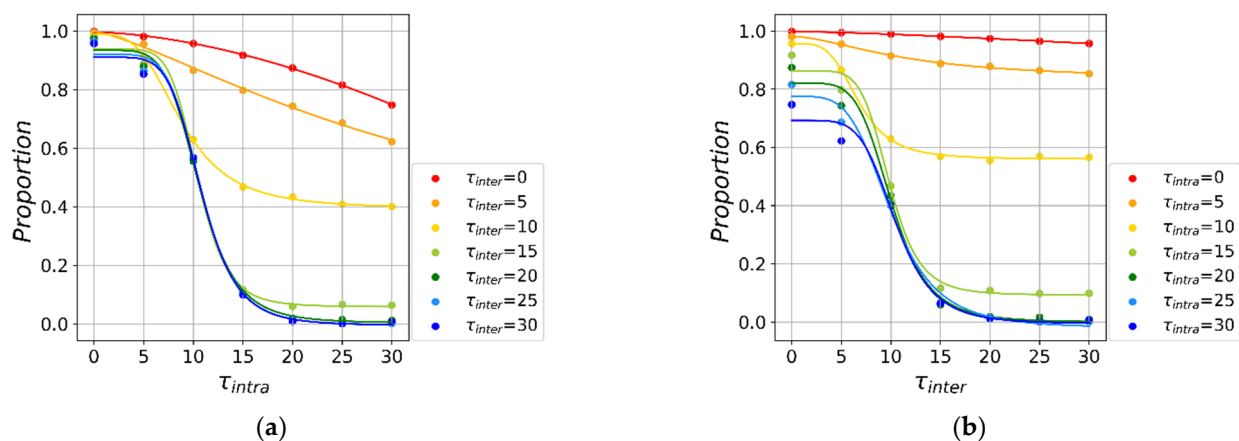 1.0
0.8
0.6
0.4
0.2
0.0
Proportion
0 5 10 15 20 25 30
τintra
τinter=0
τinter=5
τinter=10
τinter=15
τinter=20
τinter=25
τinter=30
(a)
1.0
0.8
0.6
0.4
0.2
0.0
Proportion
0 5 10 15 20 25 30
τinter
τintra=0
τintra=5
τintra=10
τintra=15
τintra=20
τintra=25
τintra=30
(b)